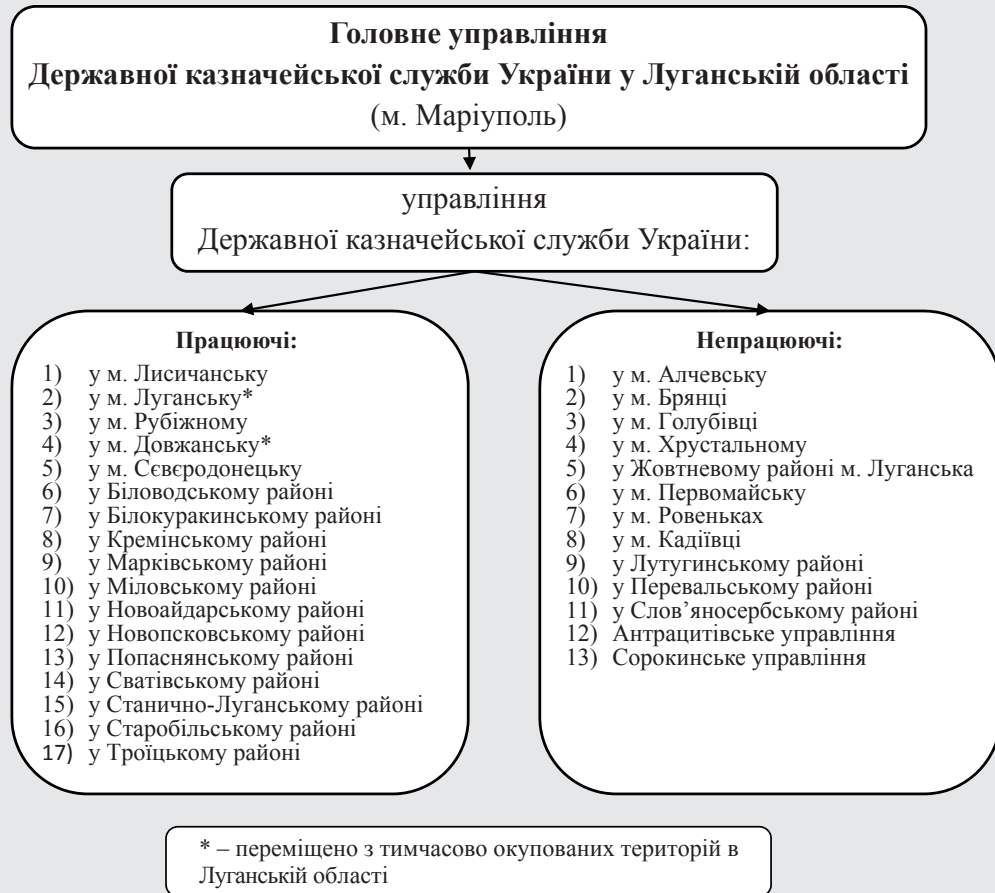 Головне управління
Державної казначейської служби України у Луганській області
(м. Маріуполь)
управління
Державної казначейської служби України:
Працюючі:
1) у м. Лисичанську
2) у м. Луганську*
3) у м. Рубіжному
4) у м. Довжанську*
5) у м. Сєвєродонецьку
6) у Біловодському районі
7) у Білокуракинському районі
8) у Кремінському районі
9) у Марківському районі
10) у Міловському районі
11) у Новоайдарському районі
12) у Новопсковському районі
13) у Попаснянському районі
14) у Сватівському районі
15) у Станично-Луганському районі
16) у Старобільському районі
17) у Троїцькому районі
Непрацюючі:
1) у м. Алчевську
2) у м. Брянці
3) у м. Голубівці
4) у м. Хрустальному
5) у Жовтневому районі м. Луганська
6) у м. Первомайську
7) у м. Ровеньках
8) у м. Кадіївці
9) у Лутугинському районі
10) у Перевальському районі
11) у Слов’яносербському районі
12) Антрацитівське управління
13) Сорокинське управління
* – переміщено з тимчасово окупованих територій в
Луганській області